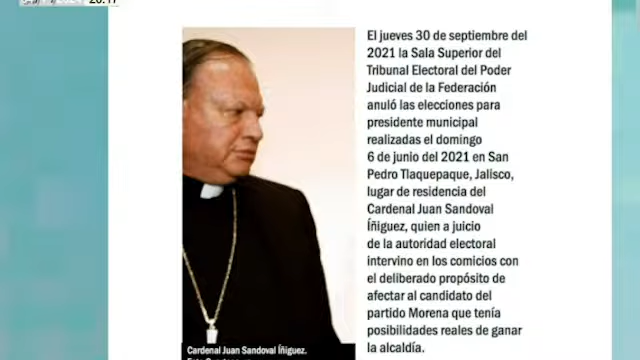 El jueves 30 de septiembre del
2021 la Sala Superior del
Tribunal Electoral del Poder
Judicial de la Federación
anuló las elecciones para
presidente municipal
realizadas el domingo
6 de junio del 2021 en San
Pedro Tlaquepaque, Jalisco,
lugar de residencia del
Cardenal Juan Sandoval
Íñiguez, quien a juicio
de la autoridad electoral
intervino en los comicios con
el deliberado propósito de
afectar al candidato del
partido Morena que tenía
posibilidades reales de ganar
la alcaldía.
Cardenal Juan Sandoval Íñiguez.